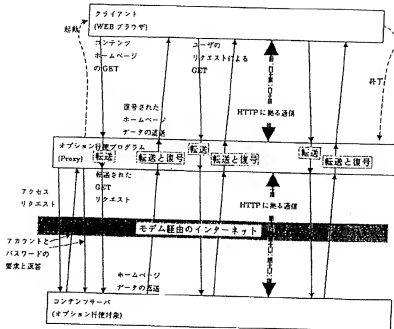 クライアント
(WEBブラウザ)
起動
コンテンツ
ホームページ
のGET
ユーザの
リクエストによる
GET
終了
復号された
ホームページ
データの返送
HTTPに拠る通信
オプション行使プログラム
(Proxy)
転送
転送と復号
転送
転送と復号
転送
転送と復号
アクセス
リクエスト
転送された
GET
リクエスト
HTTPに拠る通信
モデム経由のインターネット
アカウントと
パスワードの
要求と返答
ホームページ
データの返送
コンテンツサーバ
(オプション行使対象)